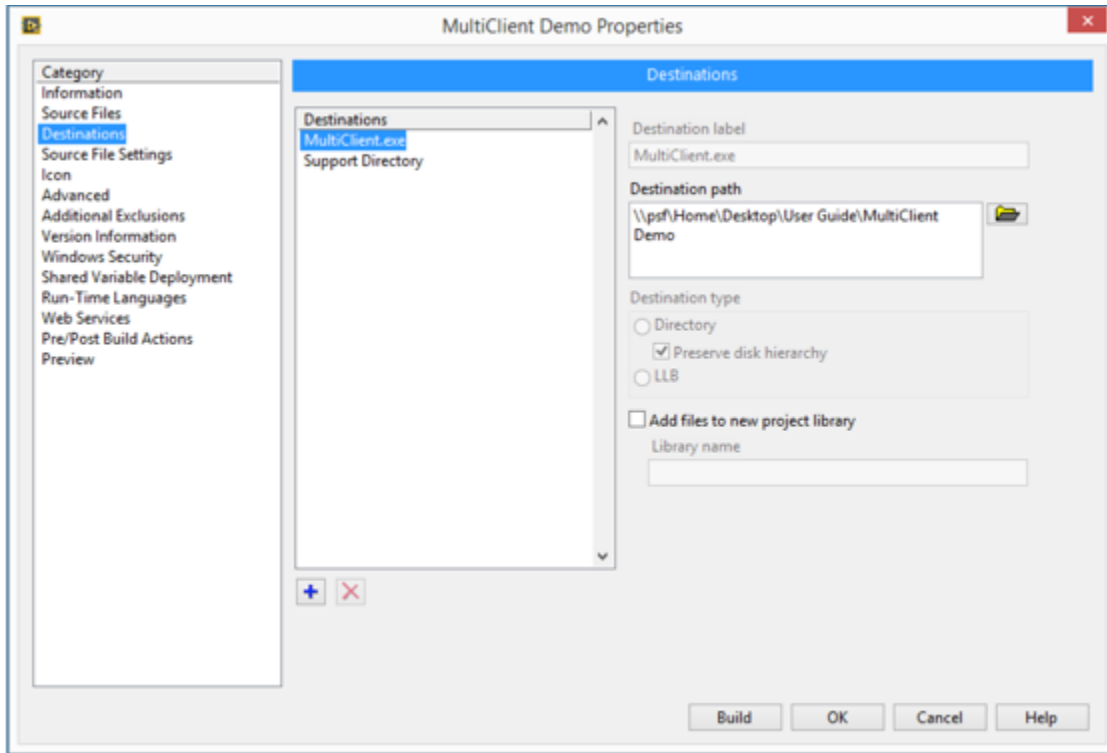 MultiClient Demo Properties
Category
Information
Source Files
Destinations
Source File Settings
Icon
Advanced
Additional Exclusions
Version Information
Windows Security
Shared Variable Deployment
Run-Time Languages
Web Services
Pre/Post Build Actions
Preview
Destinations
Destinations
MultiClient.exe
Support Directory
Destination label
MultiClient.exe
Destination path
\\psf\Home\Desktop\User Guide\MultiClient
Demo
Destination type
Directory
Preserve disk hierarchy
LLB
Add files to new project library
Library name
Build
OK
Cancel
Help